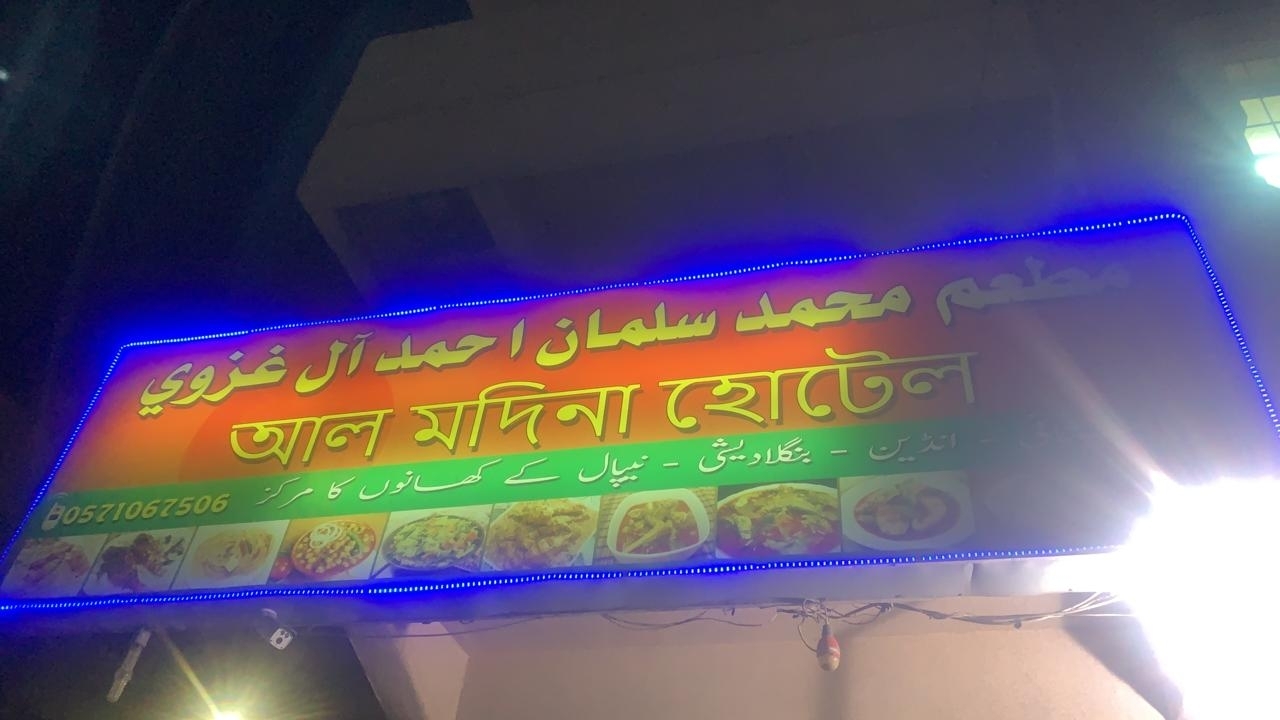 مطعم محمد سلمان احمد آل غزوي
আল মদিনা হোটেল
انڈین - بنگلادیشی - نیپال کے کھانوں کا مرکز
0571067506